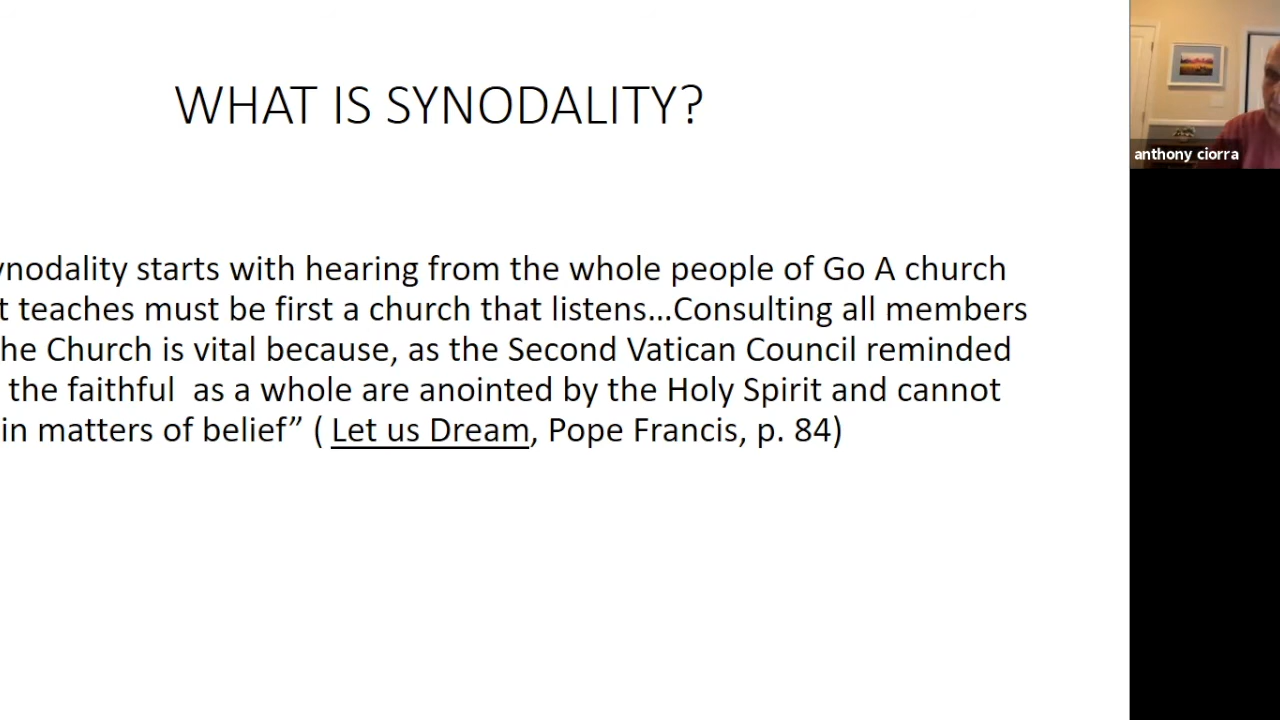 WHAT IS SYNODALITY?
ynodality starts with hearing from the whole people of Go A church
t teaches must be first a church that listens...Consulting all members
he Church is vital because, as the Second Vatican Council reminded
the faithful  as a whole are anointed by the Holy Spirit and cannot
in matters of belief” ( Let us Dream, Pope Francis, p. 84)
anthony ciorra